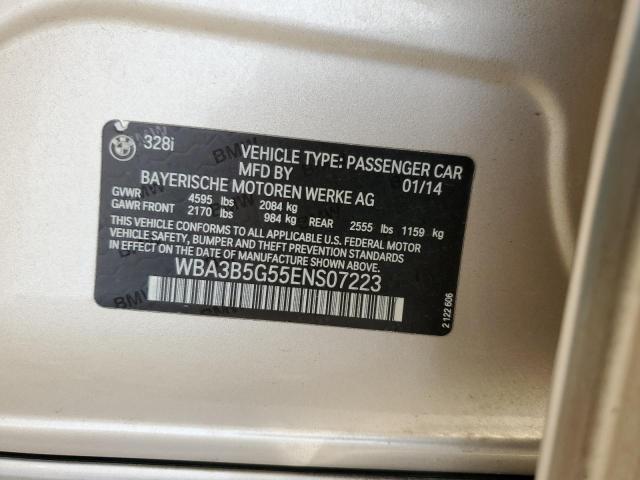 BMW 328i
VEHICLE TYPE: PASSENGER CAR
MFD BY 01/14
BAYERISCHE MOTOREN WERKE AG
GVWR 4595 lbs 2084 kg
GAWR FRONT 2170 lbs 984 kg REAR 2555 lbs 1159 kg
THIS VEHICLE CONFORMS TO ALL APPLICABLE U.S. FEDERAL MOTOR
VEHICLE SAFETY, BUMPER AND THEFT PREVENTION STANDARDS
IN EFFECT ON THE DATE OF MANUFACTURE SHOWN ABOVE.
WBA3B5G55ENS07223
2 122 606